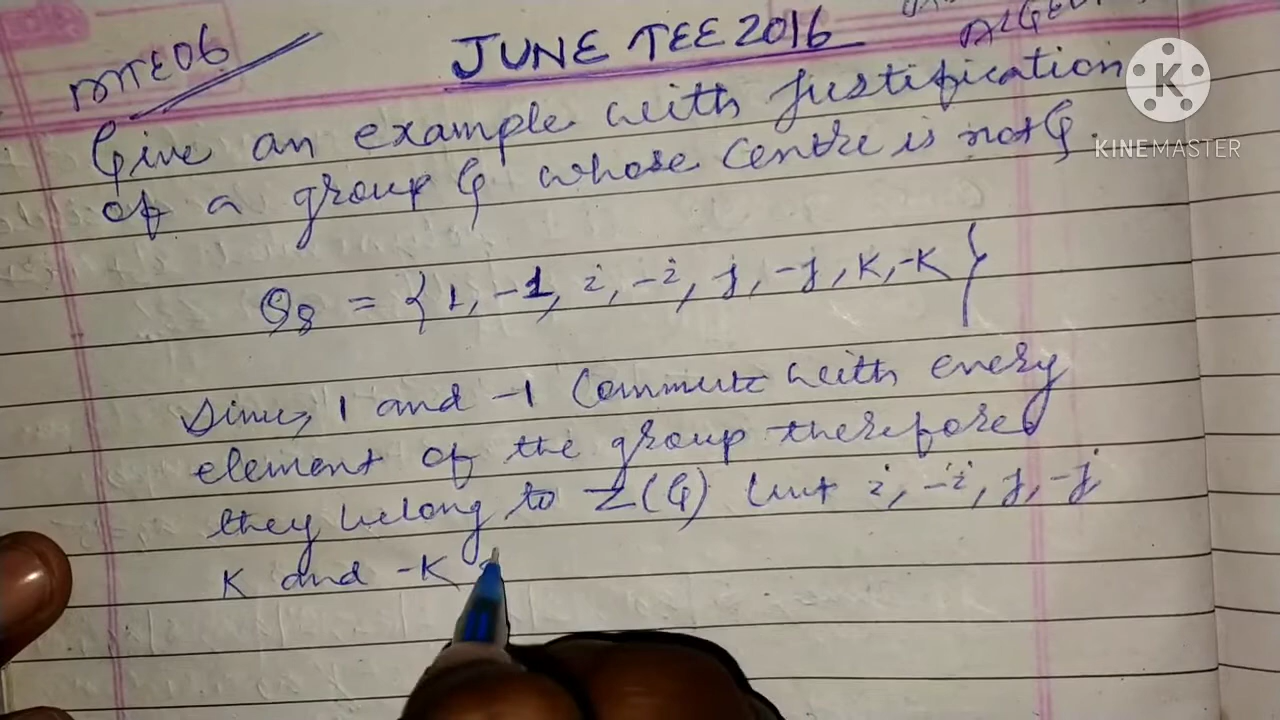 MTE06
JUNE TEE 2016
Give an example with justification
of a group G whose centre is not G.
Q8 = {1, -1, i, -i, j, -j, K, -K}
Since, 1 and -1 Commute with every
element of the group therefore
they belong to Z(G) but i, -i, j, -j,
K and -K
K
KINEMASTER